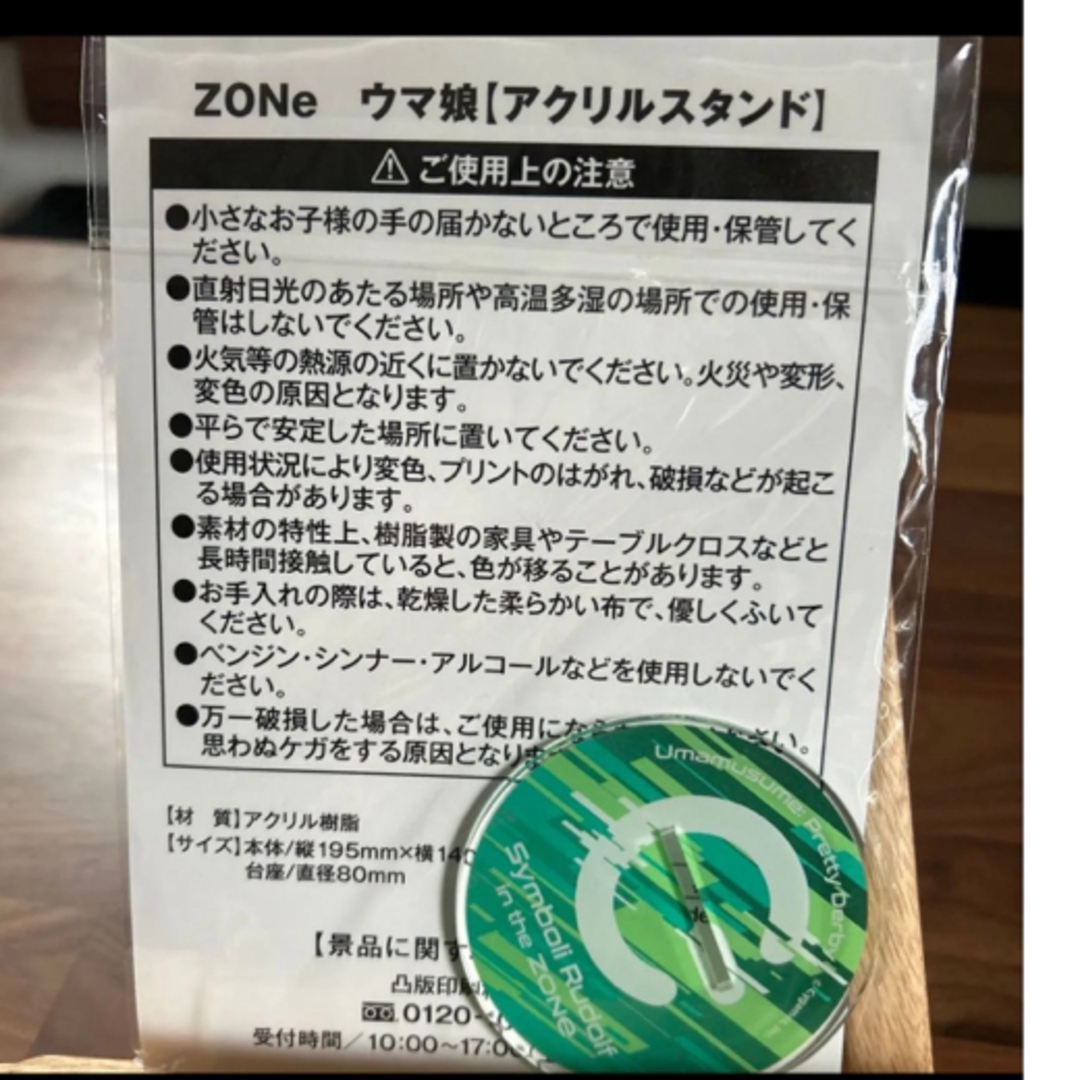 ZONe ウマ娘【アクリルスタンド】
⚠ご使用上の注意
●小さなお子様の手の届かないところで使用・保管してく
ださい。
●直射日光のあたる場所や高温多湿の場所での使用・保
管はしないでください。
●火気等の熱源の近くに置かないでください。火災や変形、
変色の原因となります。
●平らで安定した場所に置いてください。
●使用状況により変色、プリントのはがれ、破損などが起こ
る場合があります。
●素材の特性上、樹脂製の家具やテーブルクロスなどと
長時間接触していると、色が移ることがあります。
●お手入れの際は、乾燥した柔らかい布で、優しくふいて
ください。
●ベンジン・シンナー・アルコールなどを使用しないでく
ださい。
●万一破損した場合は、ご使用に
思わぬケガをする原因となりま
【材 質】アクリル樹脂
【サイズ】本体/縦195mm×横14
台座/直径80mm
【景品に関す
凸版印
0120-
受付時間/10:00~17:0
Umamusume: Pretty Derby
Symboli Rudolf
in the ZONe